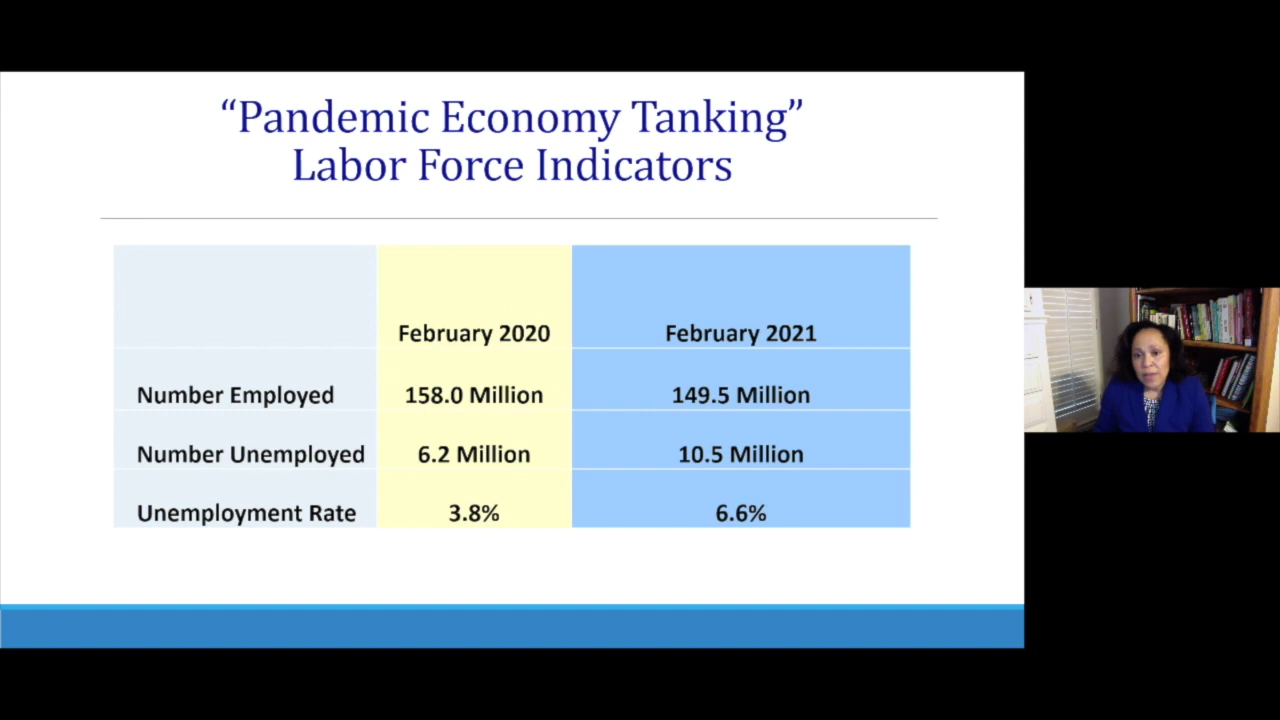 “Pandemic Economy Tanking”
Labor Force Indicators
February 2020 February 2021
Number Employed 158.0 Million 149.5 Million
Number Unemployed 6.2 Million 10.5 Million
Unemployment Rate 3.8% 6.6%